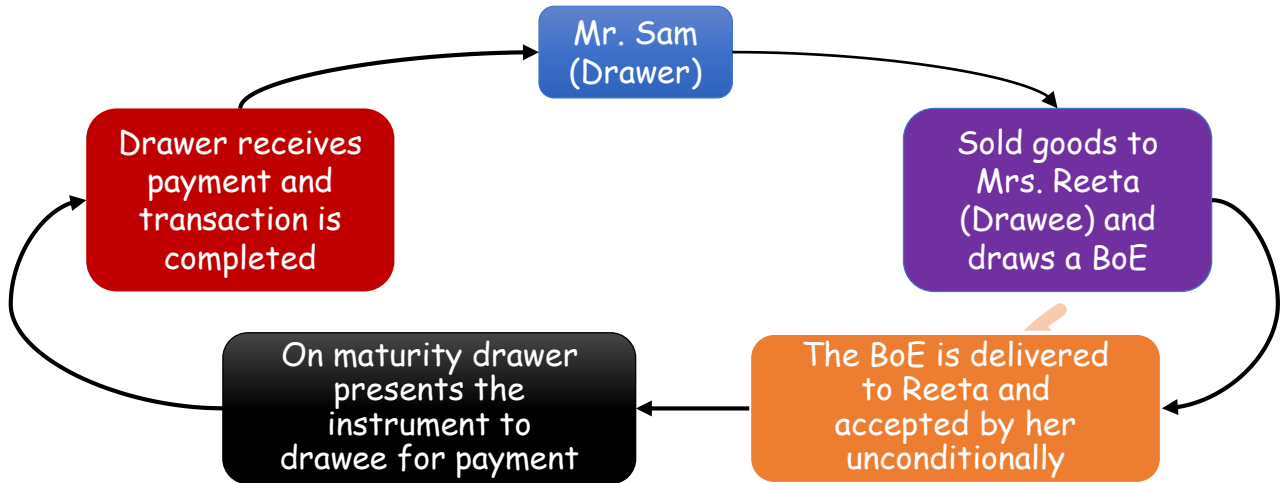 Mr. Sam
(Drawer)
Sold goods to
Mrs. Reeta
(Drawee) and
draws a BoE
The BoE is delivered
to Reeta and
accepted by her
unconditionally
On maturity drawer
presents the
instrument to
drawee for payment
Drawer receives
payment and
transaction is
completed